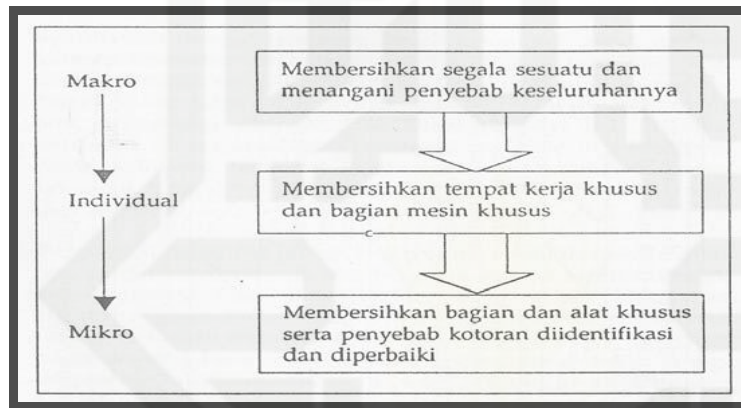 Makro
Membersihkan segala sesuatu dan
menangani penyebab keseluruhannya
Individual
Membersihkan tempat kerja khusus
dan bagian mesin khusus
c
Mikro
Membersihkan bagian dan alat khusus
serta penyebab kotoran diidentifikasi
dan diperbaiki